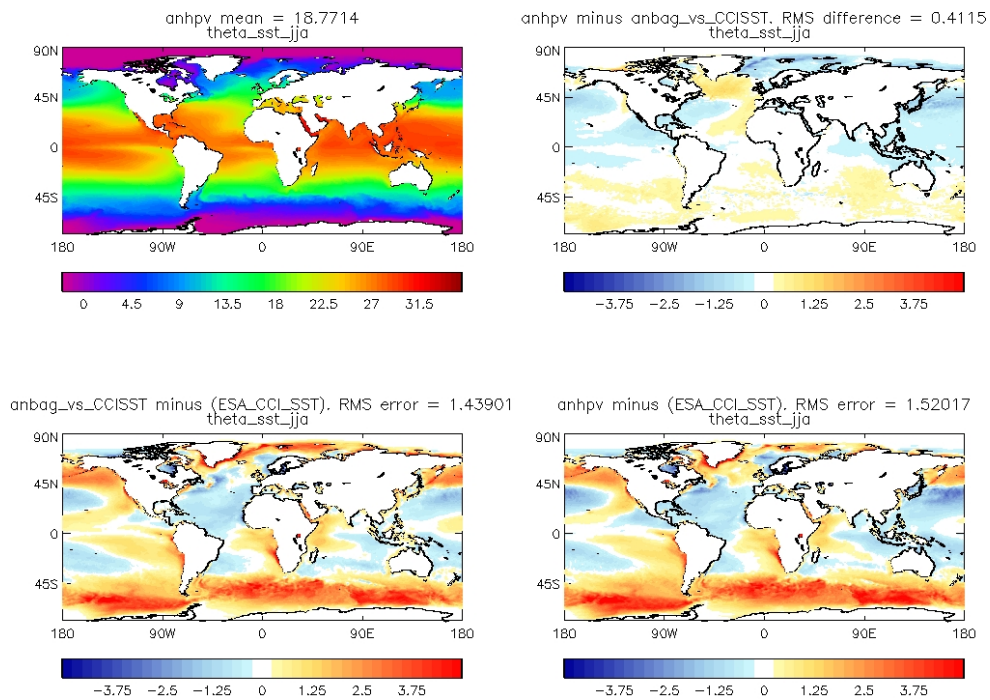 anhpv mean = 18.7714
theta_sst_jja
90N
45N
0
45S
180 90W 0 90E 180
0 4.5 9 13.5 18 22.5 27 31.5
anhpv minus anbag_vs_CCISST. RMS difference = 0.4115
theta_sst_jja
90N
45N
0
45S
180 90W 0 90E 180
−3.75 −2.5 −1.25 0 1.25 2.5 3.75
anbag_vs_CCISST minus (ESA_CCI_SST). RMS error = 1.43901
theta_sst_jja
90N
45N
0
45S
180 90W 0 90E 180
−3.75 −2.5 −1.25 0 1.25 2.5 3.75
anhpv minus (ESA_CCI_SST). RMS error = 1.52017
theta_sst_jja
90N
45N
0
45S
180 90W 0 90E 180
−3.75 −2.5 −1.25 0 1.25 2.5 3.75